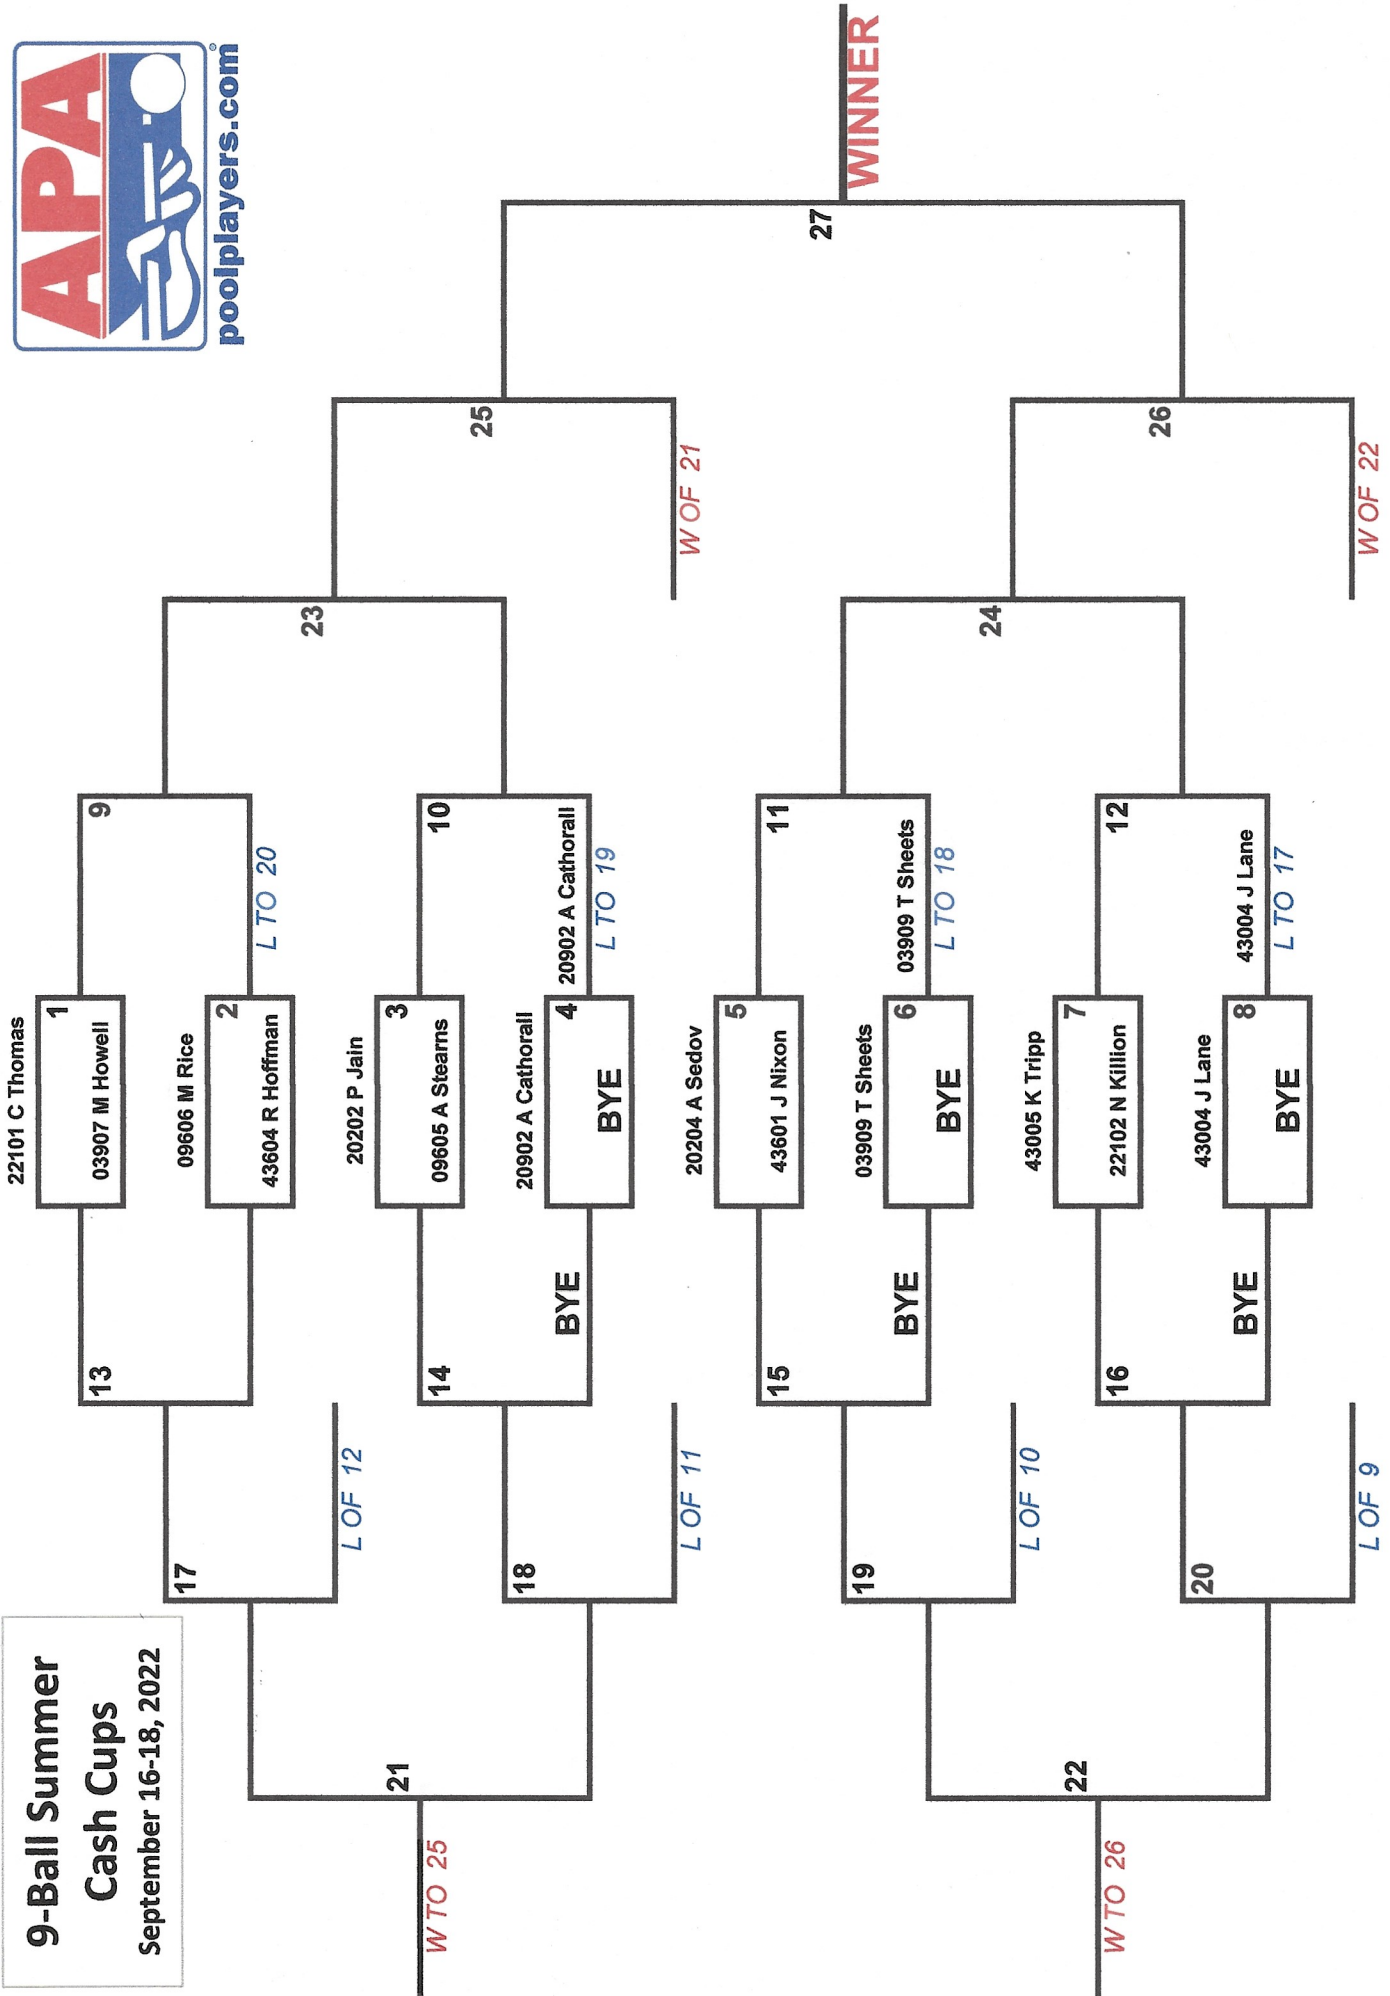 9-Ball Summer
Cash Cups
September 16-18, 2022
APA
poolplayers.com
22101 C Thomas
1
03907 M Howell
09606 M Rice
2
43604 R Hoffman
20202 P Jain
3
09605 A Stearns
20902 A Cathorall
4
BYE
20204 A Sedov
5
43601 J Nixon
03909 T Sheets
6
BYE
43005 K Tripp
7
22102 N Killion
43004 J Lane
8
BYE
9
L TO 20
10
20902 A Cathorall
L TO 19
11
03909 T Sheets
L TO 18
12
43004 J Lane
L TO 17
13
14
BYE
15
BYE
16
BYE
17
L OF 12
18
L OF 11
19
L OF 10
20
L OF 9
21
W TO 25
22
W TO 26
23
24
25
W OF 21
26
W OF 22
27
WINNER